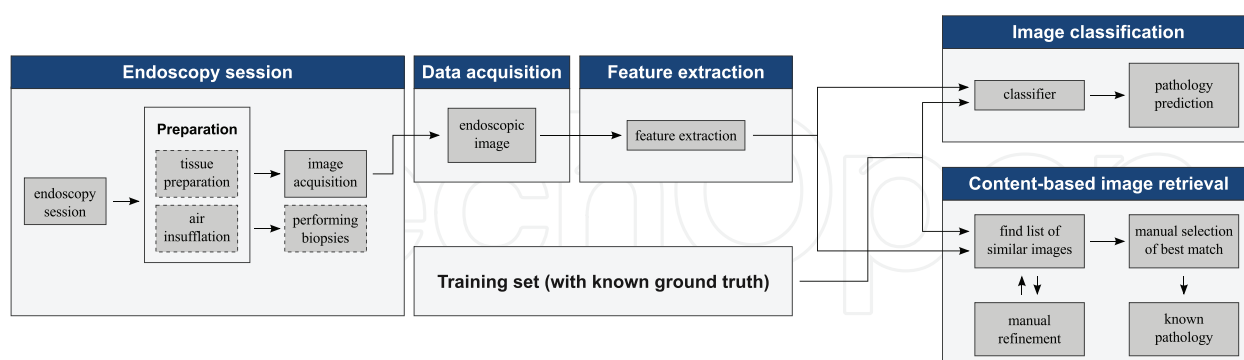 Endoscopy session
endoscopy
session
Preparation
tissue
preparation
air
insufflation
image
acquisition
performing
biopsies
Data acquisition
endoscopic
image
Feature extraction
feature extraction
Training set (with known ground truth)
Image classification
classifier
pathology
prediction
Content-based image retrieval
find list of
similar images
manual selection
of best match
manual
refinement
known
pathology